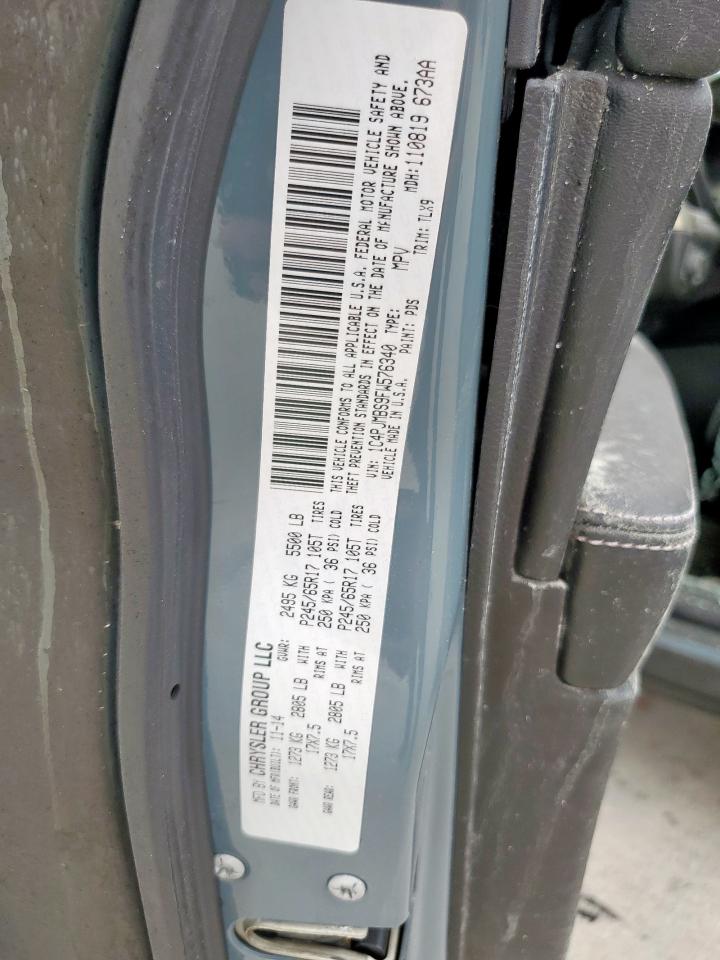 MFD BY CHRYSLER GROUP LLC
DATE OF MFR(BUILT): 11-14 GVWR: 2495 KG 5500 LB
GAWR FRONT: 1273 KG 2805 LB WITH P245/65R17 105T TIRES
17X7.5 RIMS AT 250 KPA ( 36 PSI) COLD
GAWR REAR: 1273 KG 2805 LB WITH P245/65R17 105T TIRES
17X7.5 RIMS AT 250 KPA ( 36 PSI) COLD
THIS VEHICLE CONFORMS TO ALL APPLICABLE U.S.A. FEDERAL MOTOR VEHICLE SAFETY AND
THEFT PREVENTION STANDARDS IN EFFECT ON THE DATE OF MANUFACTURE SHOWN ABOVE.
VIN: 1C4PJMBS9FW576340 TYPE: MPV MDH:110819 673AA
VEHICLE MADE IN U.S.A. PAINT: PDS TRIM: TLX9